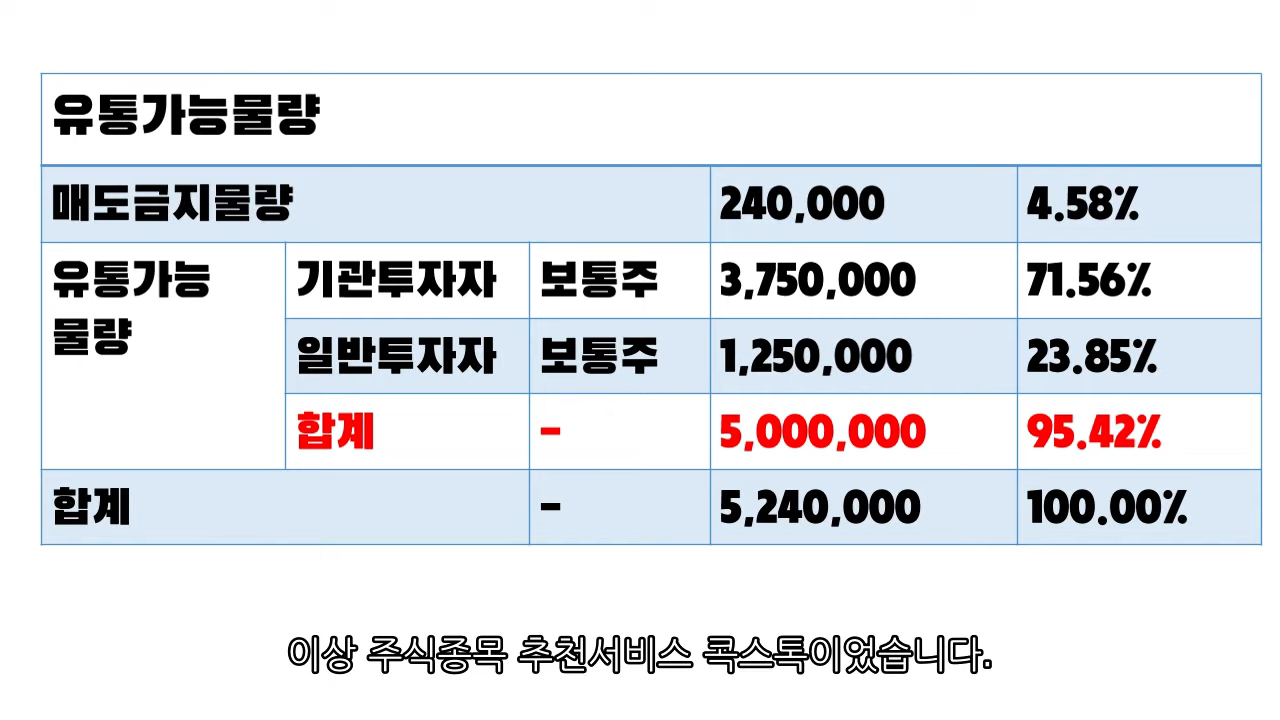 유통가능물량
매도금지물량 240,000 4.58%
유통가능 기관투자자 보통주 3,750,000 71.56%
물량
일반투자자 보통주 1,250,000 23.85%
합계 - 5,000,000 95.42%
합계 - 5,240,000 100.00%
이상 주식종목 추천서비스 콕스톡이었습니다.